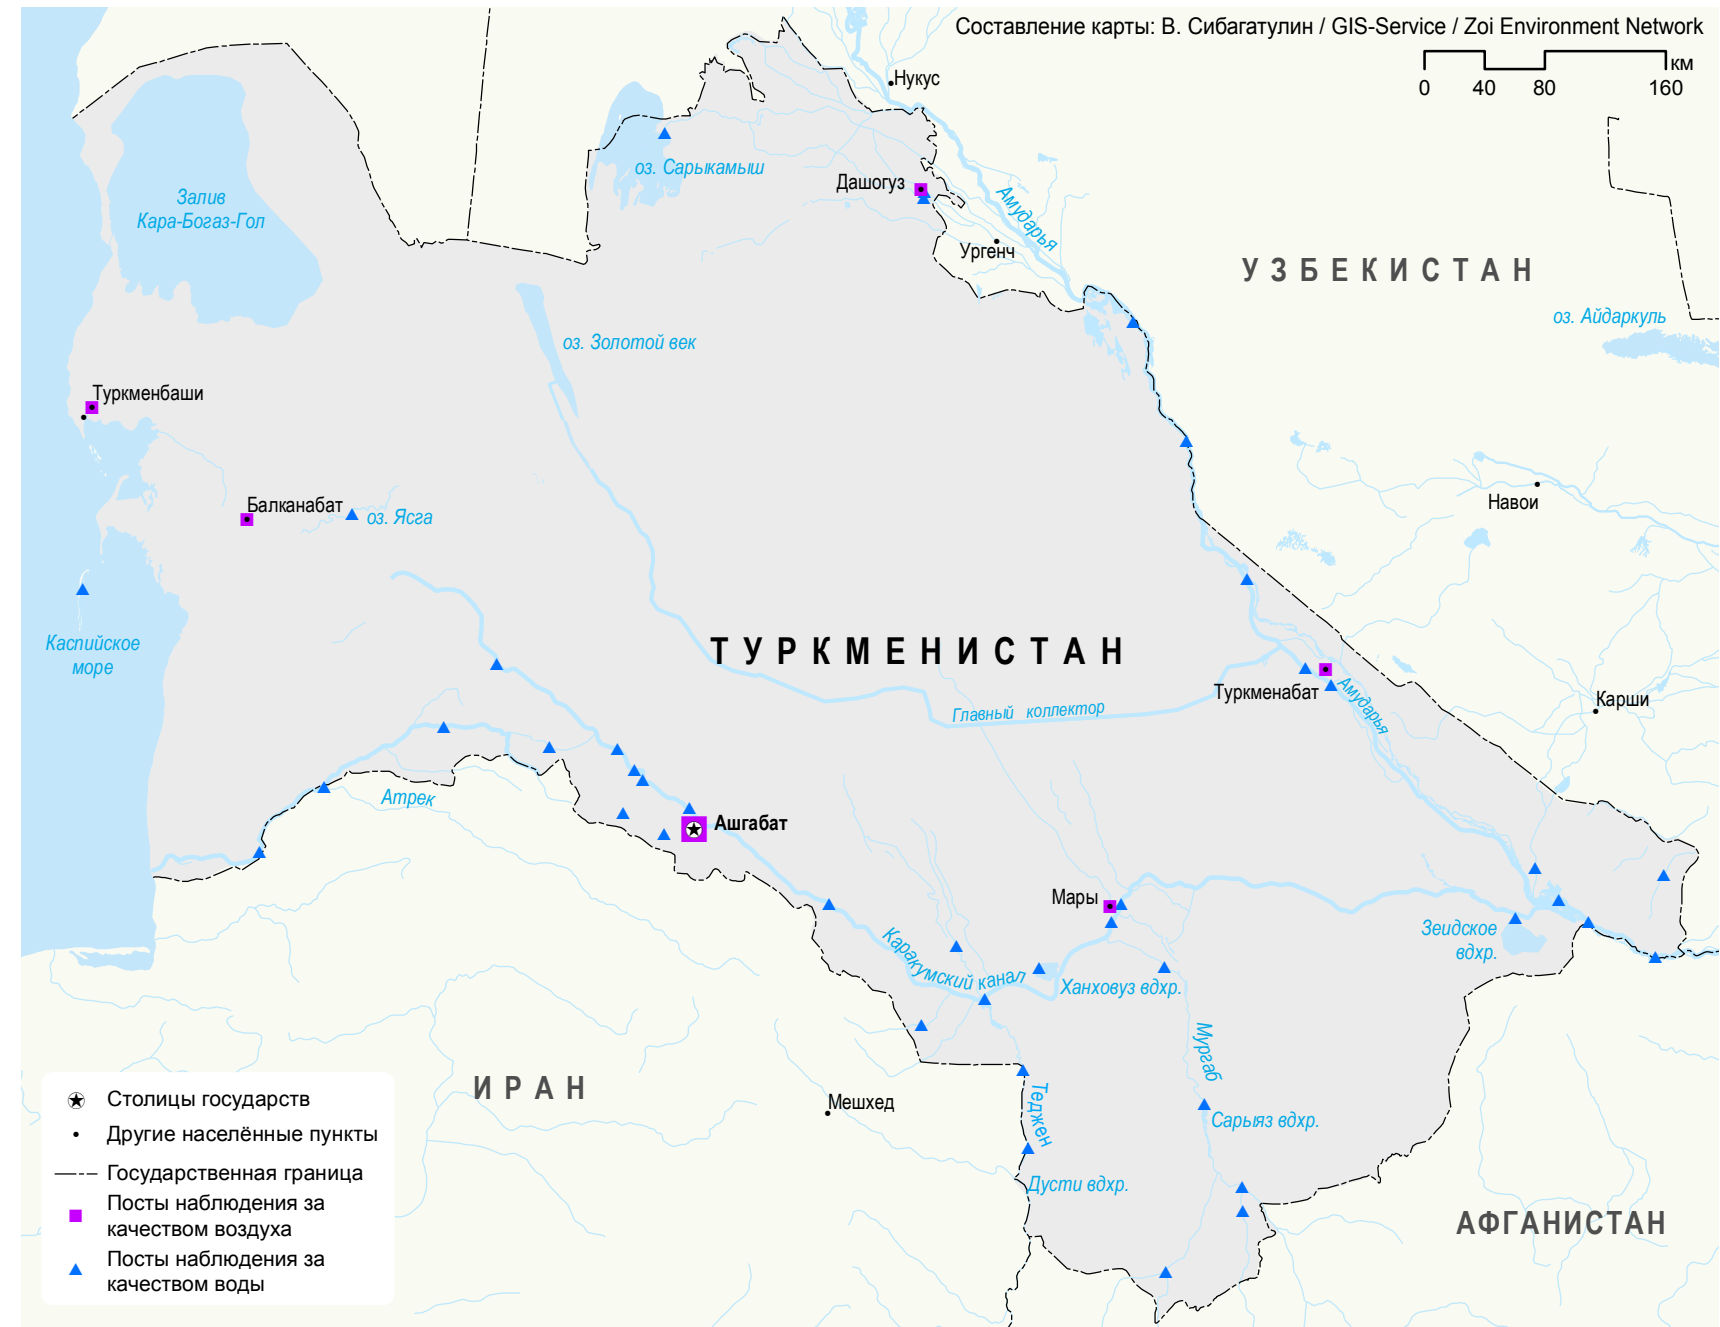 Составление карты: В. Сибагатулин / GIS-Service / Zoi Environment Network
км
0 40 80 160
Нукус
оз. Сарыкамыш
Дашогуз
Амударья
Залив
Кара-Богаз-Гол
Ургенч
УЗБЕКИСТАН
оз. Айдаркуль
оз. Золотой век
Туркменбаши
Балканабат
оз. Ясга
Навои
Каспийское
море
ТУРКМЕНИСТАН
Туркменабат
Амударья
Карши
Главный коллектор
Атрек
Ашгабат
Мары
Зеидское
вдхр.
Каракумский канал
Ханховуз вдхр.
Мургаб
ИРАН
Мешхед
Теджен
Сарыяз вдхр.
Дусти вдхр.
АФГАНИСТАН
Столицы государств
Другие населённые пункты
Государственная граница
Посты наблюдения за
качеством воздуха
Посты наблюдения за
качеством воды